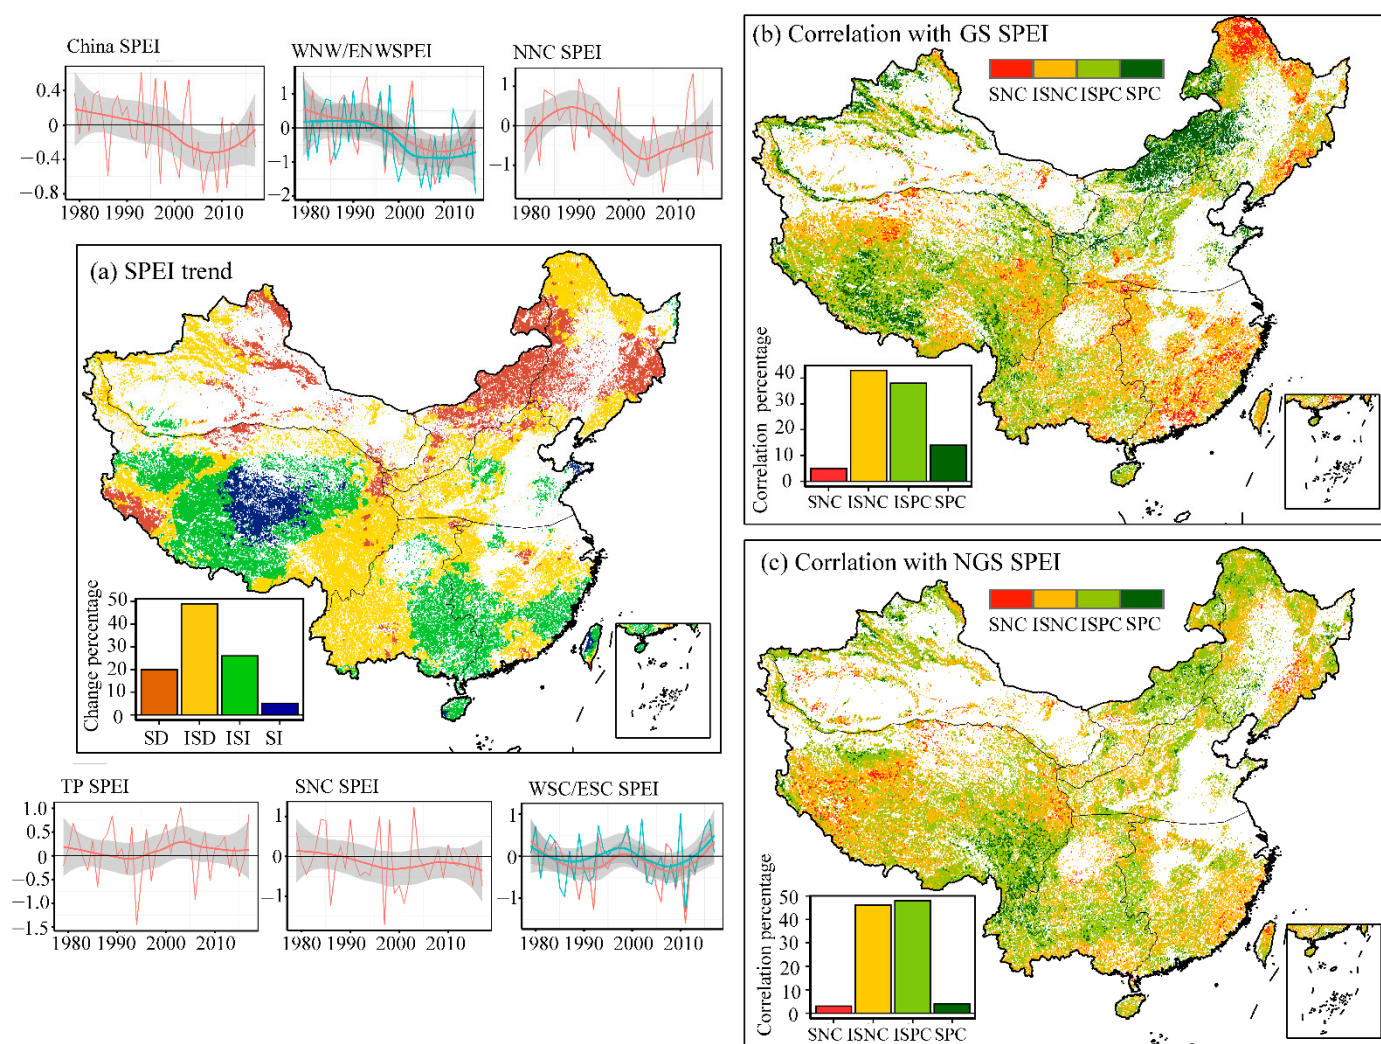 China SPEI
0.4
0
−0.4
−0.8
1980 1990 2000 2010
WNW/ENWSPEI
1
0
−1
−2
1980 1990 2000 2010
NNC SPEI
1
0
−1
1980 1990 2000 2010
(a) SPEI trend
Change percentage
50
40
30
20
10
0
SD ISD ISI SI
TP SPEI
1.0
0.5
0
−0.5
−1.0
−1.5
1980 1990 2000 2010
SNC SPEI
1
0
−1
1980 1990 2000 2010
WSC/ESC SPEI
1
0
−1
1980 1990 2000 2010
(b) Correlation with GS SPEI
SNC ISNC ISPC SPC
Correlation percentage
40
30
20
10
0
SNC ISNC ISPC SPC
(c) Corrlation with NGS SPEI
SNC ISNC ISPC SPC
Correlation percentage
50
40
30
20
10
0
SNC ISNC ISPC SPC